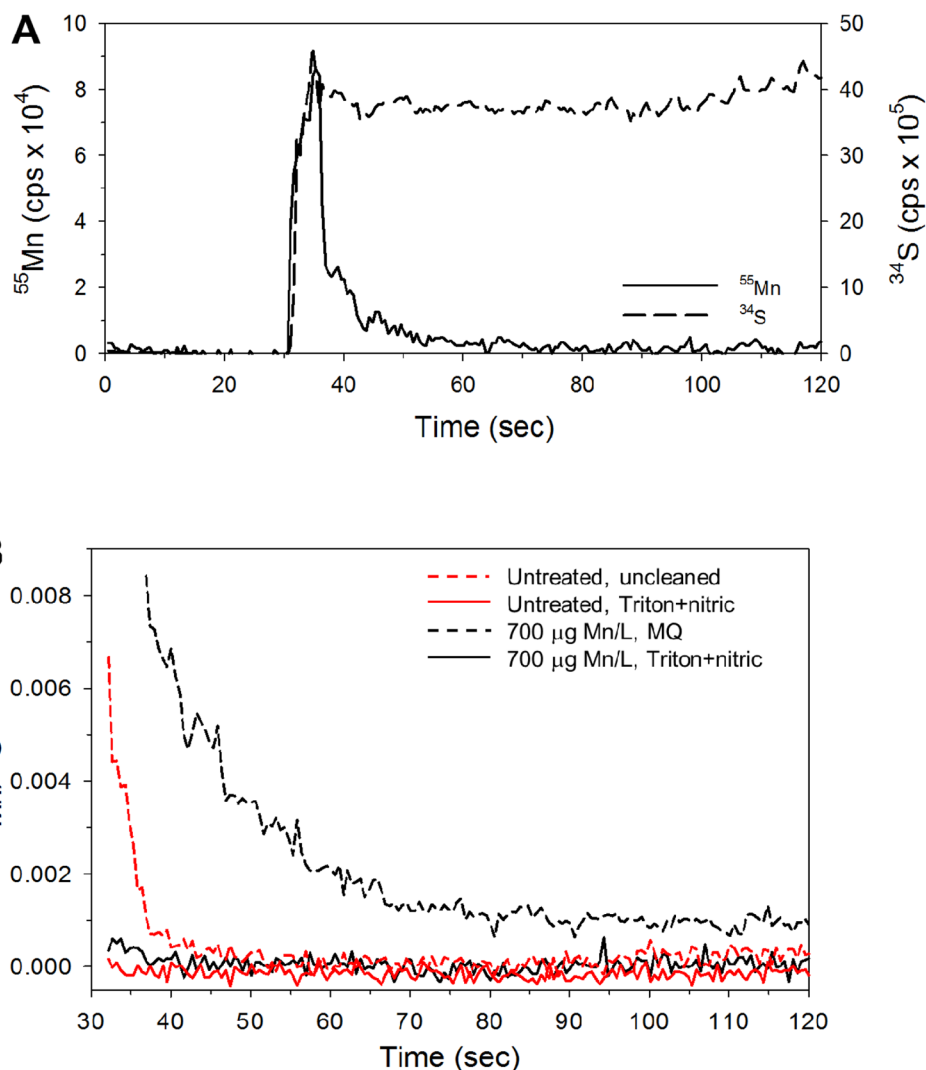 A
10
8
6
4
2
0
⁵⁵Mn (cps x 10⁴)
50
40
30
20
10
0
³⁴S (cps x 10⁵)
⁵⁵Mn
³⁴S
0 20 40 60 80 100 120
Time (sec)
0.008
0.006
0.004
0.002
0.000
Untreated, uncleaned
Untreated, Triton+nitric
700 μg Mn/L, MQ
700 μg Mn/L, Triton+nitric
30 40 50 60 70 80 90 100 110 120
Time (sec)